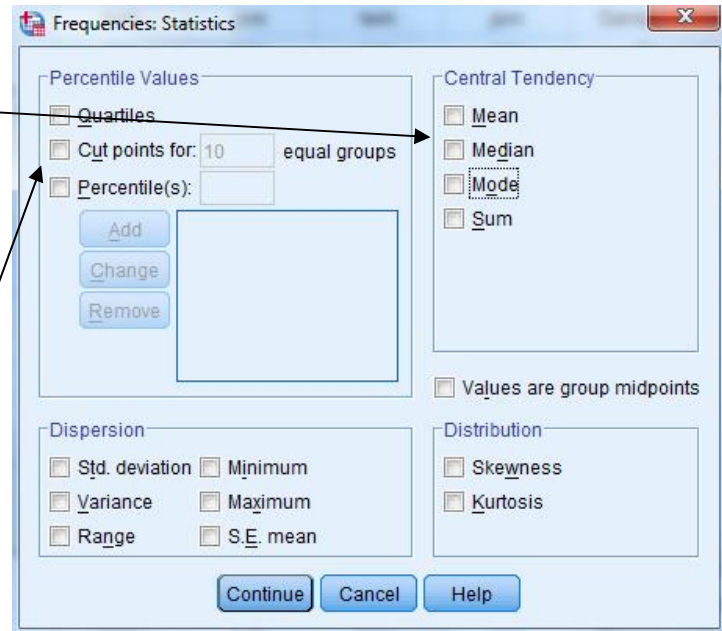 Frequencies: Statistics
Percentile Values
Quartiles
Cut points for: 10 equal groups
Percentile(s):
Add
Change
Remove
Central Tendency
Mean
Median
Mode
Sum
Values are group midpoints
Dispersion
Std. deviation Minimum
Variance Maximum
Range S.E. mean
Distribution
Skewness
Kurtosis
Continue Cancel Help